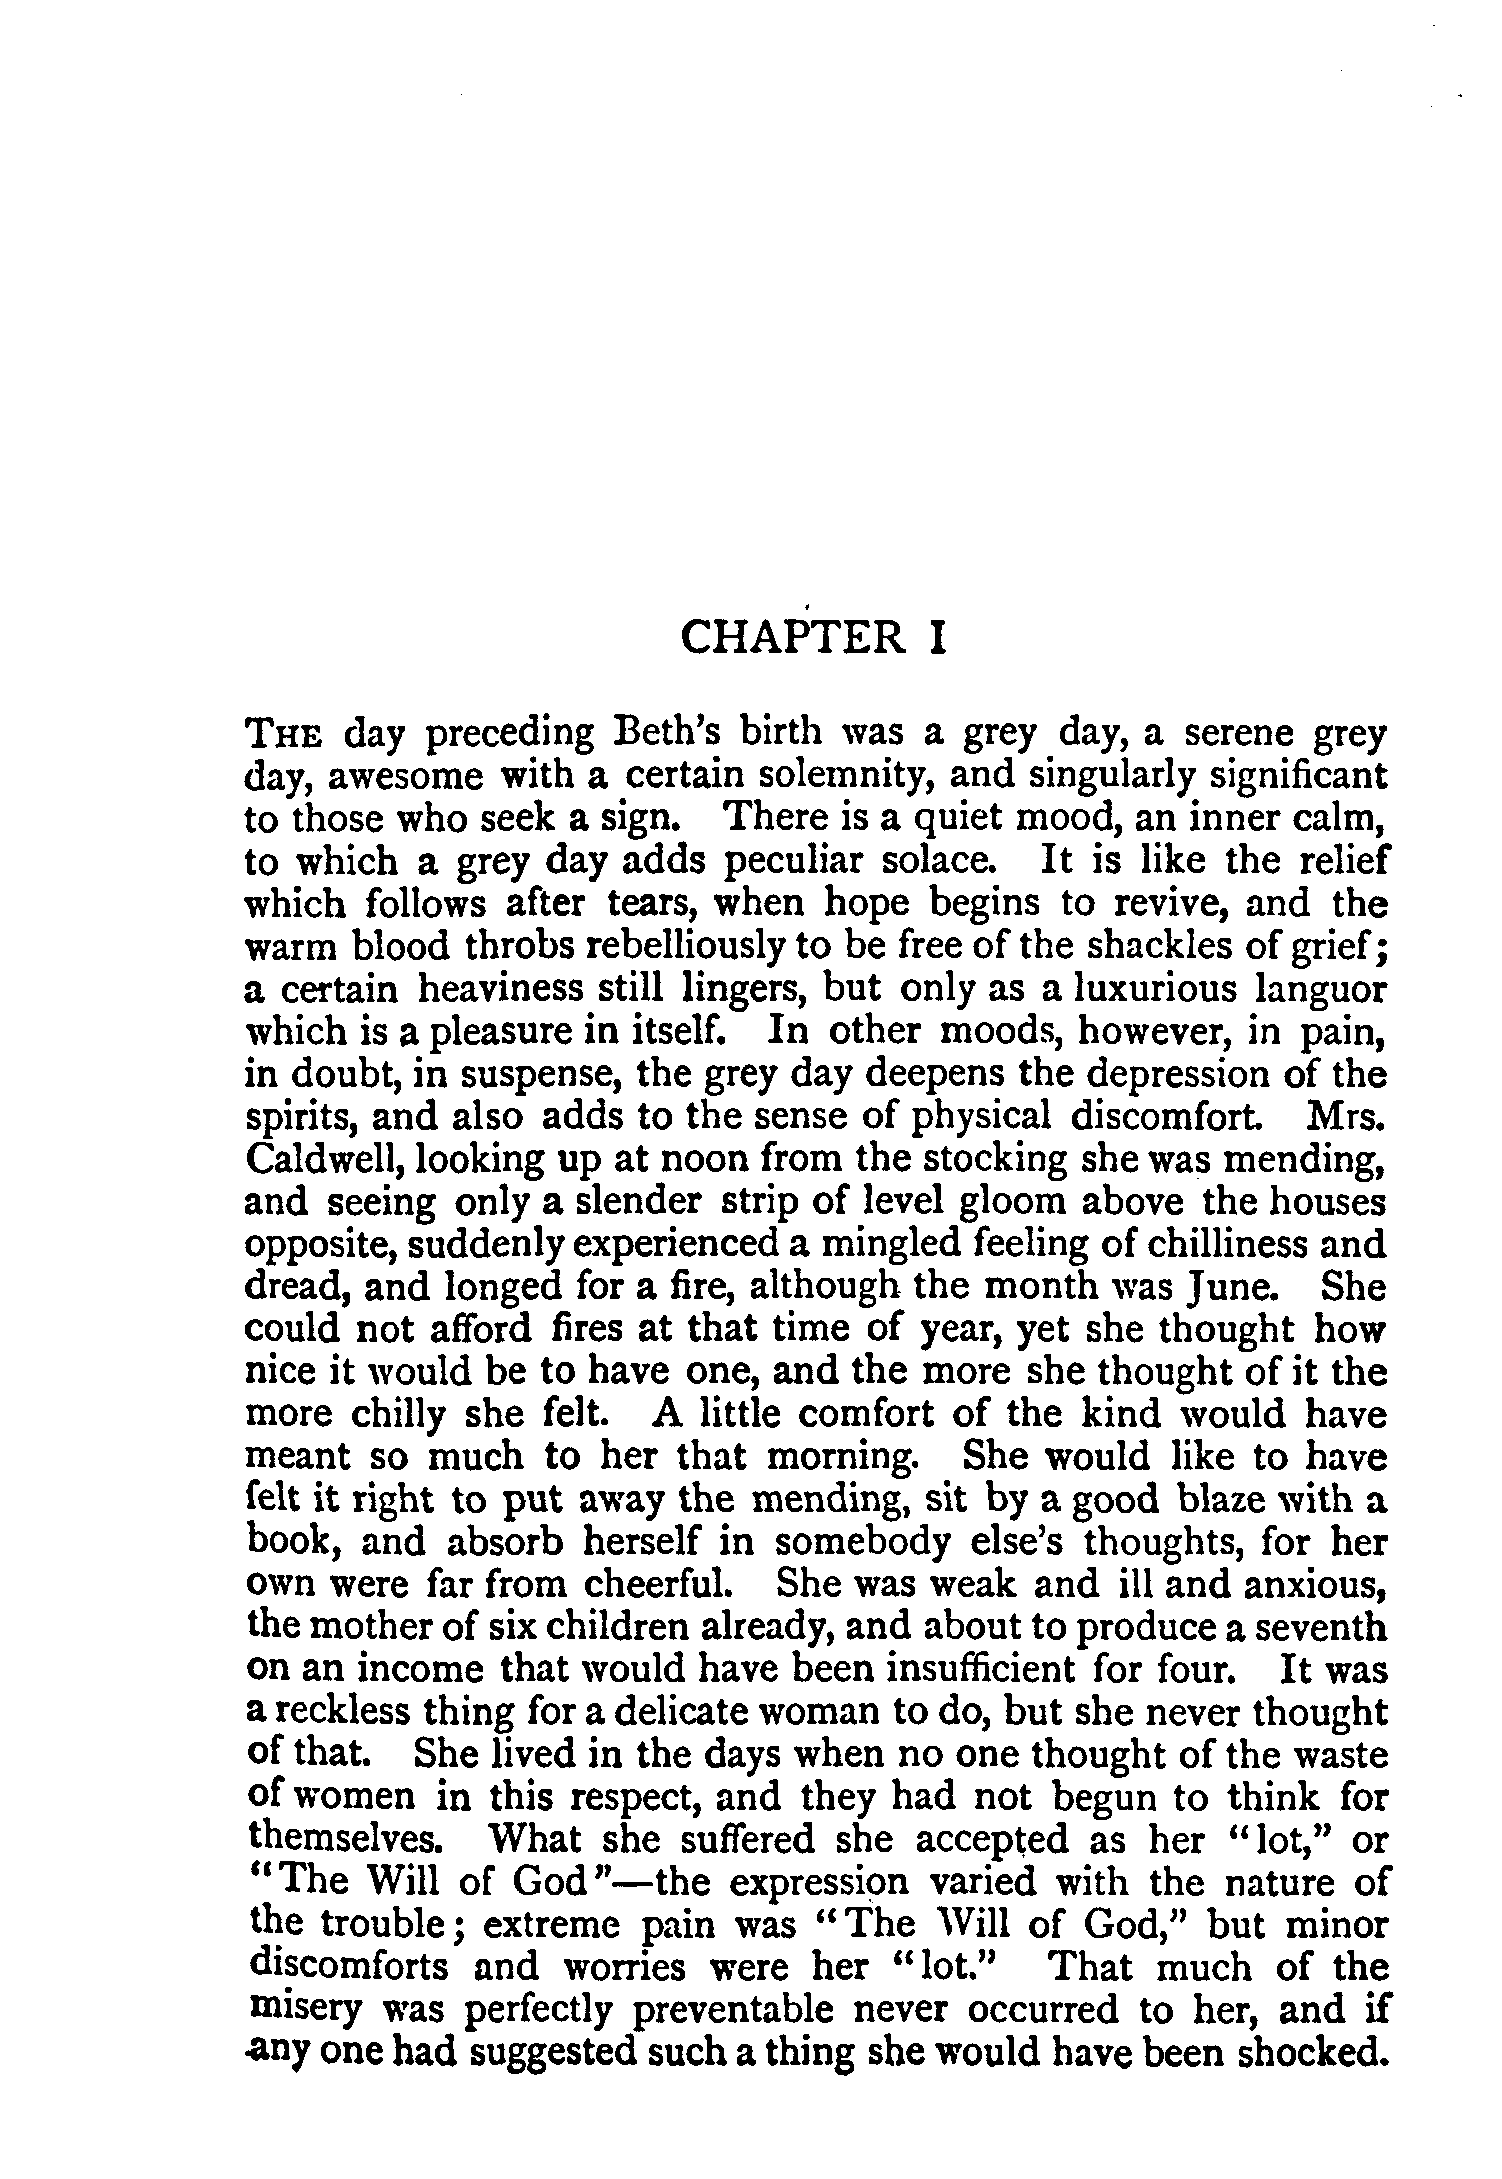 CHAPTER I
THE day preceding Beth's birth was a grey day, a serene grey
day, awesome with a certain solemnity, and singularly significant
to those who seek a sign. There is a quiet mood, an inner calm,
to which a grey day adds peculiar solace. It is like the relief
which follows after tears, when hope begins to revive, and the
warm blood throbs rebelliously to be free of the shackles of grief;
a certain heaviness still lingers, but only as a luxurious languor
which is a pleasure in itself. In other moods, however, in pain,
in doubt, in suspense, the grey day deepens the depression of the
spirits, and also adds to the sense of physical discomfort. Mrs.
Caldwell, looking up at noon from the stocking she was mending,
and seeing only a slender strip of level gloom above the houses
opposite, suddenly experienced a mingled feeling of chilliness and
dread, and longed for a fire, although the month was June. She
could not afford fires at that time of year, yet she thought how
nice it would be to have one, and the more she thought of it the
more chilly she felt. A little comfort of the kind would have
meant so much to her that morning. She would like to have
felt it right to put away the mending, sit by a good blaze with a
book, and absorb herself in somebody else's thoughts, for her
own were far from cheerful. She was weak and ill and anxious,
the mother of six children already, and about to produce a seventh
on an income that would have been insufficient for four. It was
a reckless thing for a delicate woman to do, but she never thought
of that. She lived in the days when no one thought of the waste
of women in this respect, and they had not begun to think for
themselves. What she suffered she accepted as her "lot," or
"The Will of God"—the expression varied with the nature of
the trouble; extreme pain was "The Will of God," but minor
discomforts and worries were her "lot." That much of the
misery was perfectly preventable never occurred to her, and if
any one had suggested such a thing she would have been shocked.